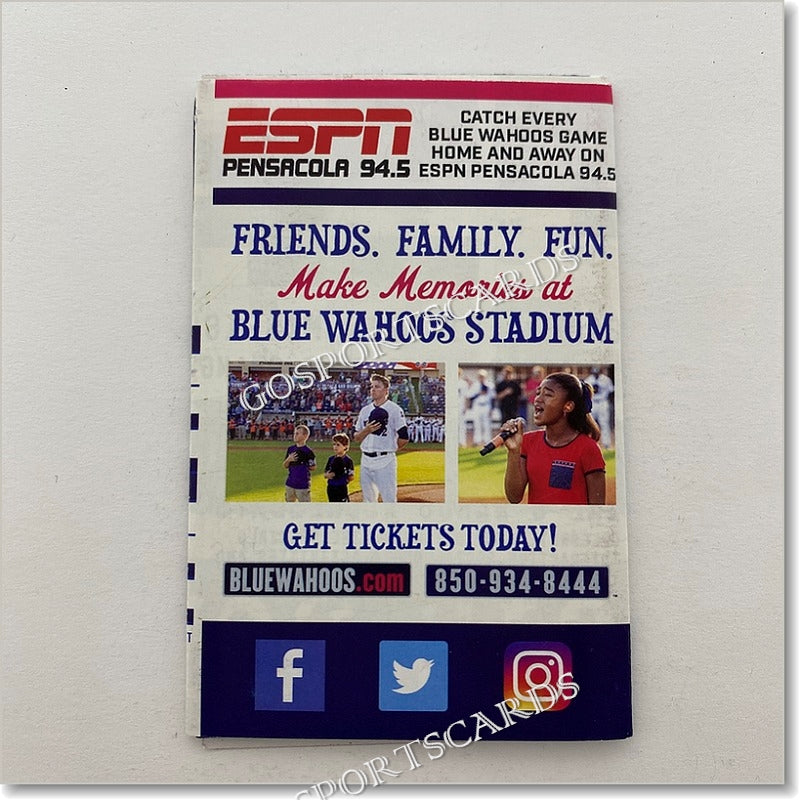 ESPN
PENSACOLA 94.5
CATCH EVERY
BLUE WAHOOS GAME
HOME AND AWAY ON
ESPN PENSACOLA 94.5
FRIENDS. FAMILY. FUN.
Make Memories at
BLUE WAHOOS STADIUM
GOSPORTSCARDS
GET TICKETS TODAY!
BLUEWAHOOS.com
850-934-8444
T
f
SPORTSCARDS